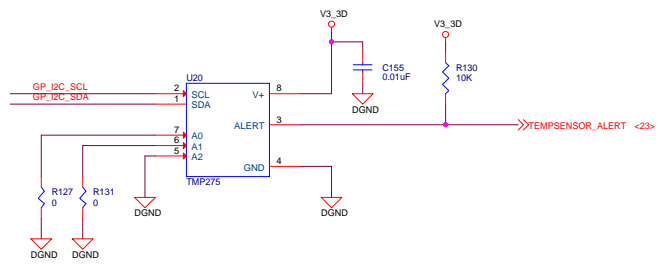 V3_3D
V3_3D
U20
C155
0.01uF
R130
10K
GP_I2C_SCL
2
SCL
V+
8
GP_I2C_SDA
1
SDA
DGND
ALERT
3
TEMPSENSOR_ALERT <23>
7
A0
6
A1
5
A2
GND
4
TMP275
R127
0
R131
0
DGND
DGND
DGND
DGND